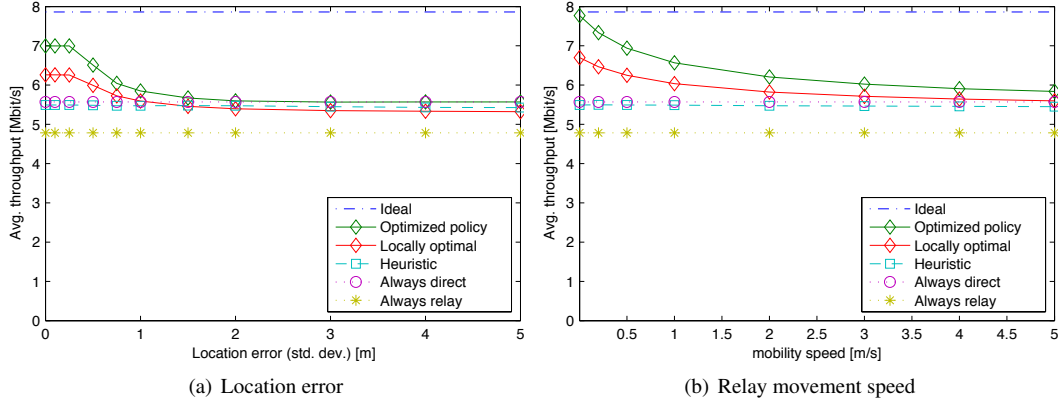 8
7
6
5
4
3
2
1
0
Avg. throughput [Mbit/s]
Ideal
Optimized policy
Locally optimal
Heuristic
Always direct
Always relay
0 1 2 3 4 5
Location error (std. dev.) [m]
(a) Location error
8
7
6
5
4
3
2
1
0
Avg. throughput [Mbit/s]
Ideal
Optimized policy
Locally optimal
Heuristic
Always direct
Always relay
0.5 1 1.5 2 2.5 3 3.5 4 4.5 5
mobility speed [m/s]
(b) Relay movement speed